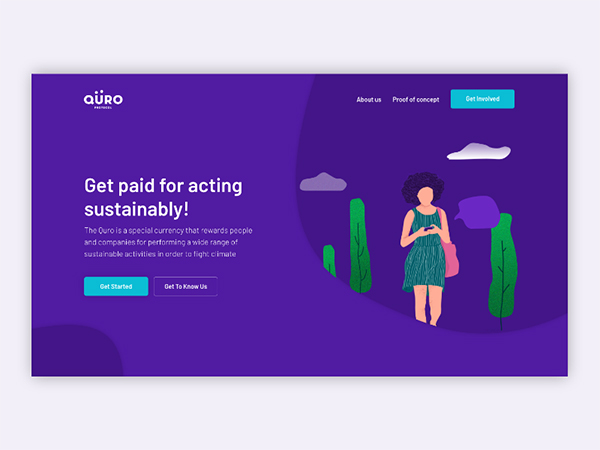 QÜRO
PROTOCOL
About us
Proof of concept
Get Involved
Get paid for acting
sustainably!
The Quro is a special currency that rewards people
and companies for performing a wide range of
sustainable activities in order to fight climate
Get Started
Get To Know Us